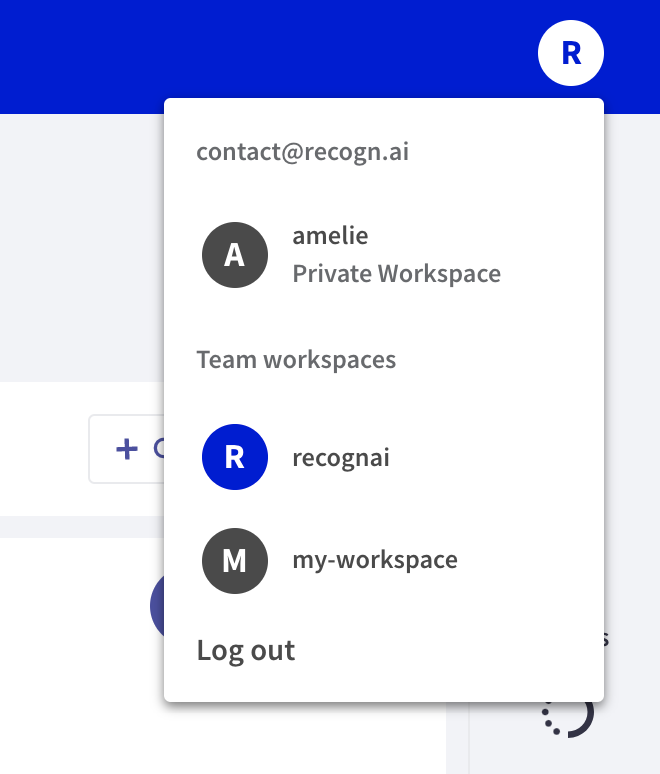 R
contact@recogn.ai
A
amelie
Private Workspace
Team workspaces
R
recognai
M
my-workspace
Log out